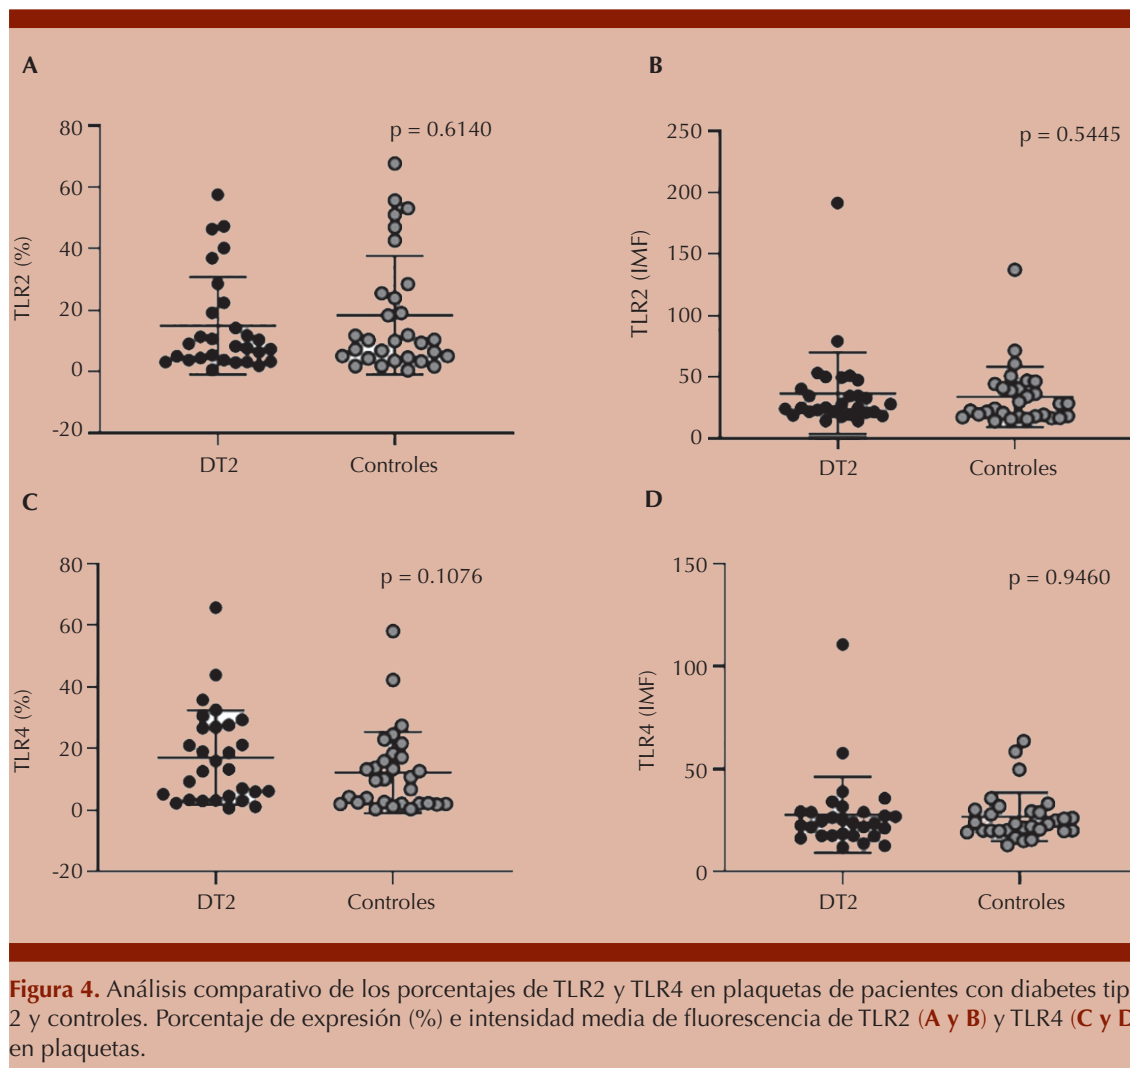 A
B
p = 0.6140
p = 0.5445
80
60
40
20
0
-20
TLR2 (%)
DT2
Controles
250
200
150
100
50
0
TLR2 (IMF)
DT2
Controles
C
D
p = 0.1076
p = 0.9460
80
60
40
20
0
-20
TLR4 (%)
DT2
Controles
150
100
50
0
TLR4 (IMF)
DT2
Controles
Figura 4. Análisis comparativo de los porcentajes de TLR2 y TLR4 en plaquetas de pacientes con diabetes tip
2 y controles. Porcentaje de expresión (%) e intensidad media de fluorescencia de TLR2 (A y B) y TLR4 (C y D
en plaquetas.